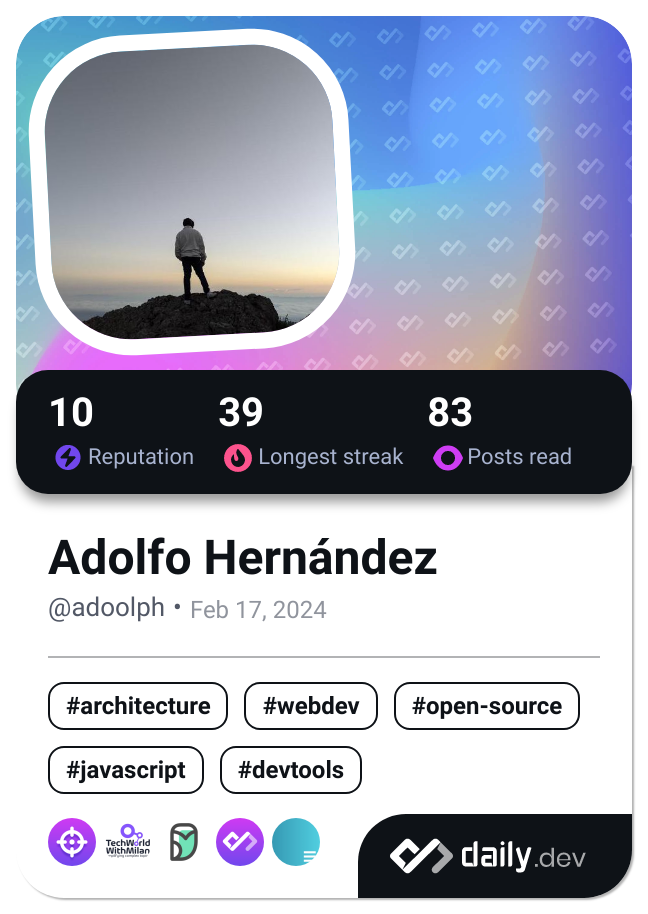 10 39 83
Reputation Longest streak Posts read
Adolfo Hernández
@adoolph • Feb 17, 2024
#architecture #webdev #open-source
#javascript #devtools
TechWorld
WithMilan
daily.dev